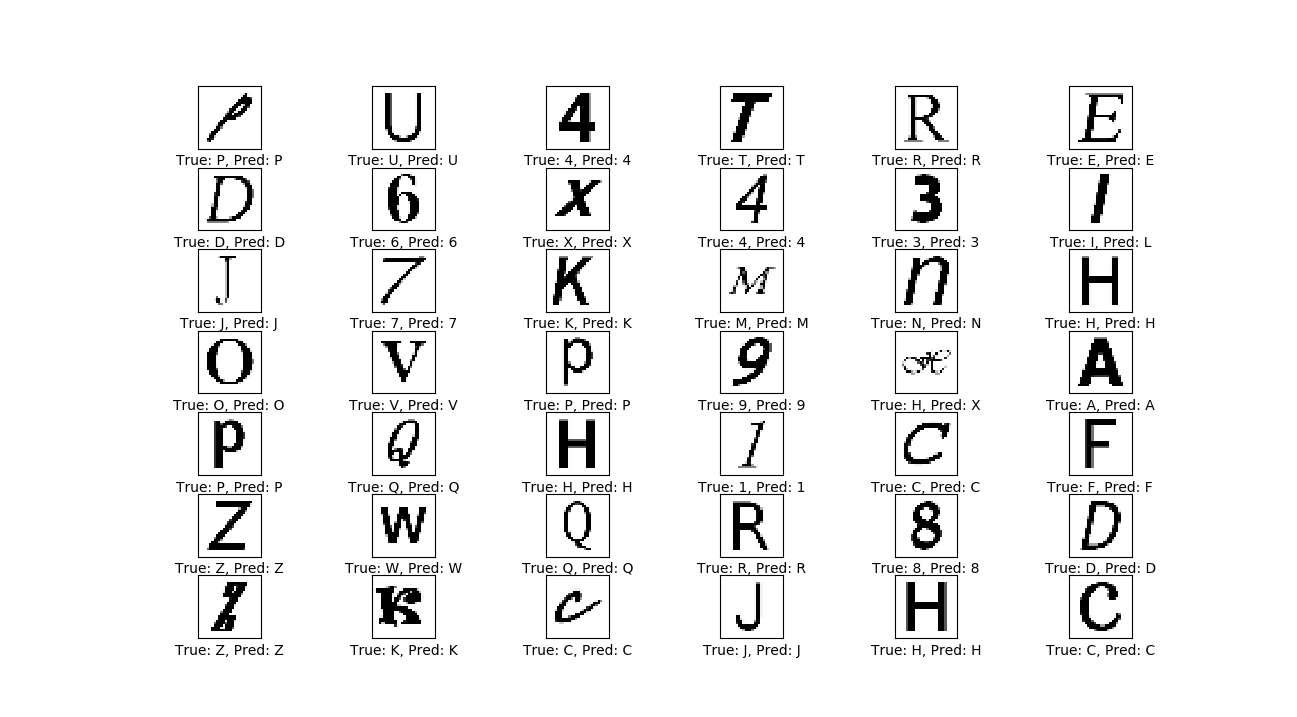 P U 4 T R E
True: P, Pred: P True: U, Pred: U True: 4, Pred: 4 True: T, Pred: T True: R, Pred: R True: E, Pred: E
D 6 X 4 3 I
True: D, Pred: D True: 6, Pred: 6 True: X, Pred: X True: 4, Pred: 4 True: 3, Pred: 3 True: I, Pred: L
J 7 K M n H
True: J, Pred: J True: 7, Pred: 7 True: K, Pred: K True: M, Pred: M True: N, Pred: N True: H, Pred: H
O V p 9 H A
True: O, Pred: O True: V, Pred: V True: P, Pred: P True: 9, Pred: 9 True: H, Pred: X True: A, Pred: A
p Q H 1 C F
True: P, Pred: P True: Q, Pred: Q True: H, Pred: H True: 1, Pred: 1 True: C, Pred: C True: F, Pred: F
Z W Q R 8 D
True: Z, Pred: Z True: W, Pred: W True: Q, Pred: Q True: R, Pred: R True: 8, Pred: 8 True: D, Pred: D
Z K C J H C
True: Z, Pred: Z True: K, Pred: K True: C, Pred: C True: J, Pred: J True: H, Pred: H True: C, Pred: C